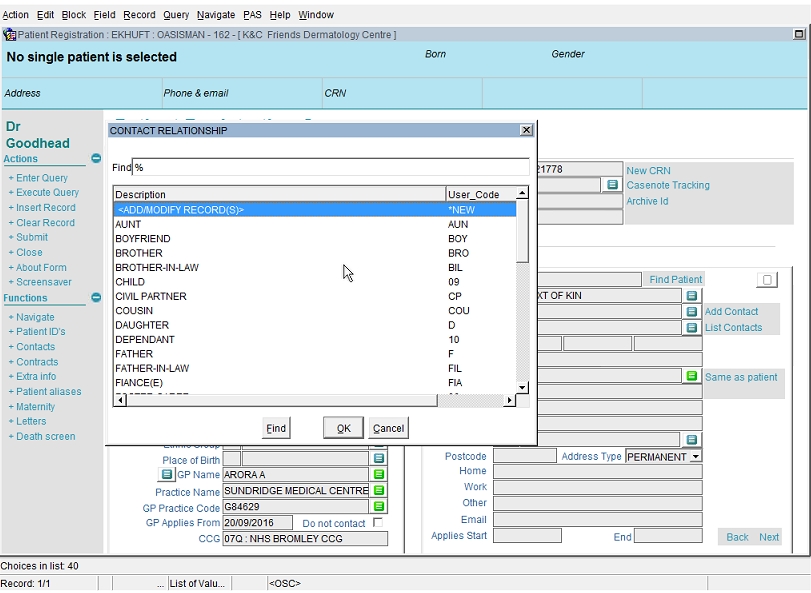 Action Edit Block Field Record Query Navigate PAS Help Window
Patient Registration : EKHUFT : OASISMAN - 162 - [ K&C Friends Dermatology Centre ]
No single patient is selected
Born
Gender
Address
Phone & email
CRN
Dr
Goodhead
Actions
+ Enter Query
+ Execute Query
+ Insert Record
+ Clear Record
+ Submit
+ Close
+ About Form
+ Screensaver
Functions
+ Navigate
+ Patient ID's
+ Contacts
+ Contracts
+ Extra info
+ Patient aliases
+ Maternity
+ Letters
+ Death screen
CONTACT RELATIONSHIP
Find %
Description User_Code
<ADD/MODIFY RECORD(S)> *NEW
AUNT AUN
BOYFRIEND BOY
BROTHER BRO
BROTHER-IN-LAW BIL
CHILD 09
CIVIL PARTNER CP
COUSIN COU
DAUGHTER D
DEPENDANT 10
FATHER F
FATHER-IN-LAW FIL
FIANCE(E) FIA
Find OK Cancel
21778 New CRN
Casenote Tracking
Archive Id
Find Patient
XT OF KIN
Add Contact
List Contacts
Same as patient
Place of Birth
GP Name ARORA A
Practice Name SUNDRIDGE MEDICAL CENTRE
GP Practice Code G84629
GP Applies From 20/09/2016 Do not contact
CCG 07Q : NHS BROMLEY CCG
Postcode Address Type PERMANENT
Home
Work
Other
Email
Applies Start End
Back Next
Choices in list: 40
Record: 1/1 ... List of Valu... <OSC>